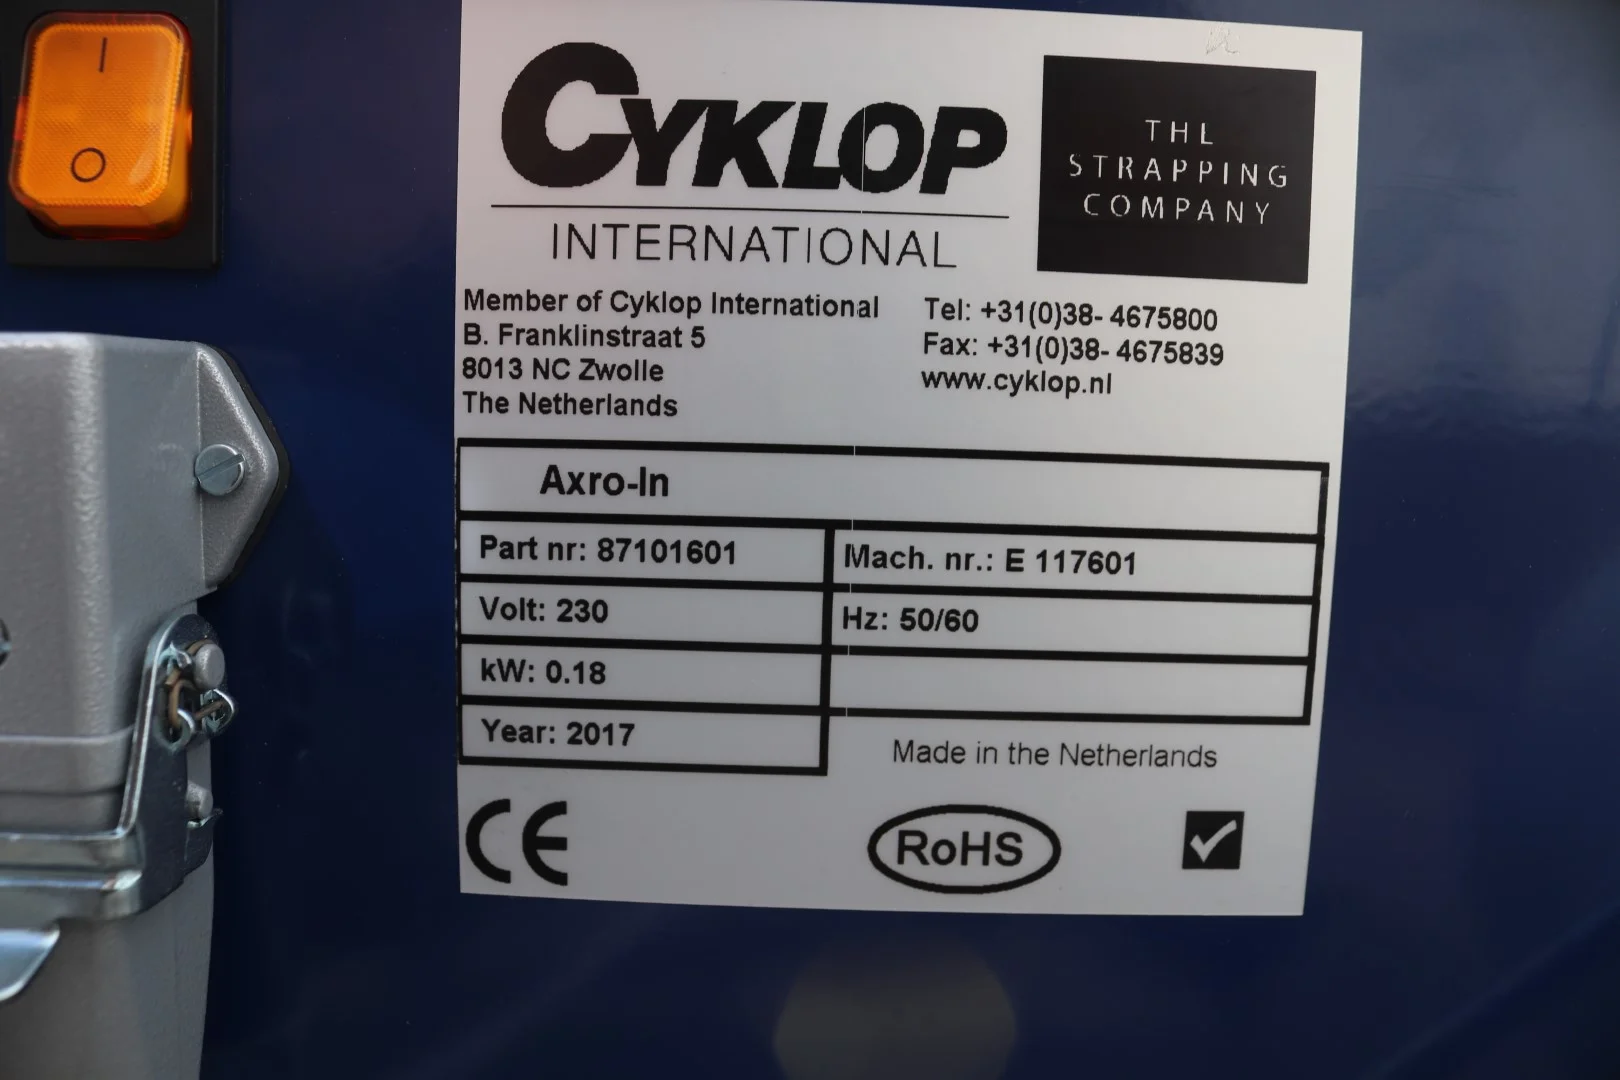 CYKLOP
INTERNATIONAL
THE
STRAPPING
COMPANY
Member of Cyklop International
B. Franklinstraat 5
8013 NC Zwolle
The Netherlands
Tel: +31(0)38- 4675800
Fax: +31(0)38- 4675839
www.cyklop.nl
Axro-In
Part nr: 87101601
Mach. nr.: E 117601
Volt: 230
Hz: 50/60
kW: 0.18
Year: 2017
Made in the Netherlands
CE
RoHS